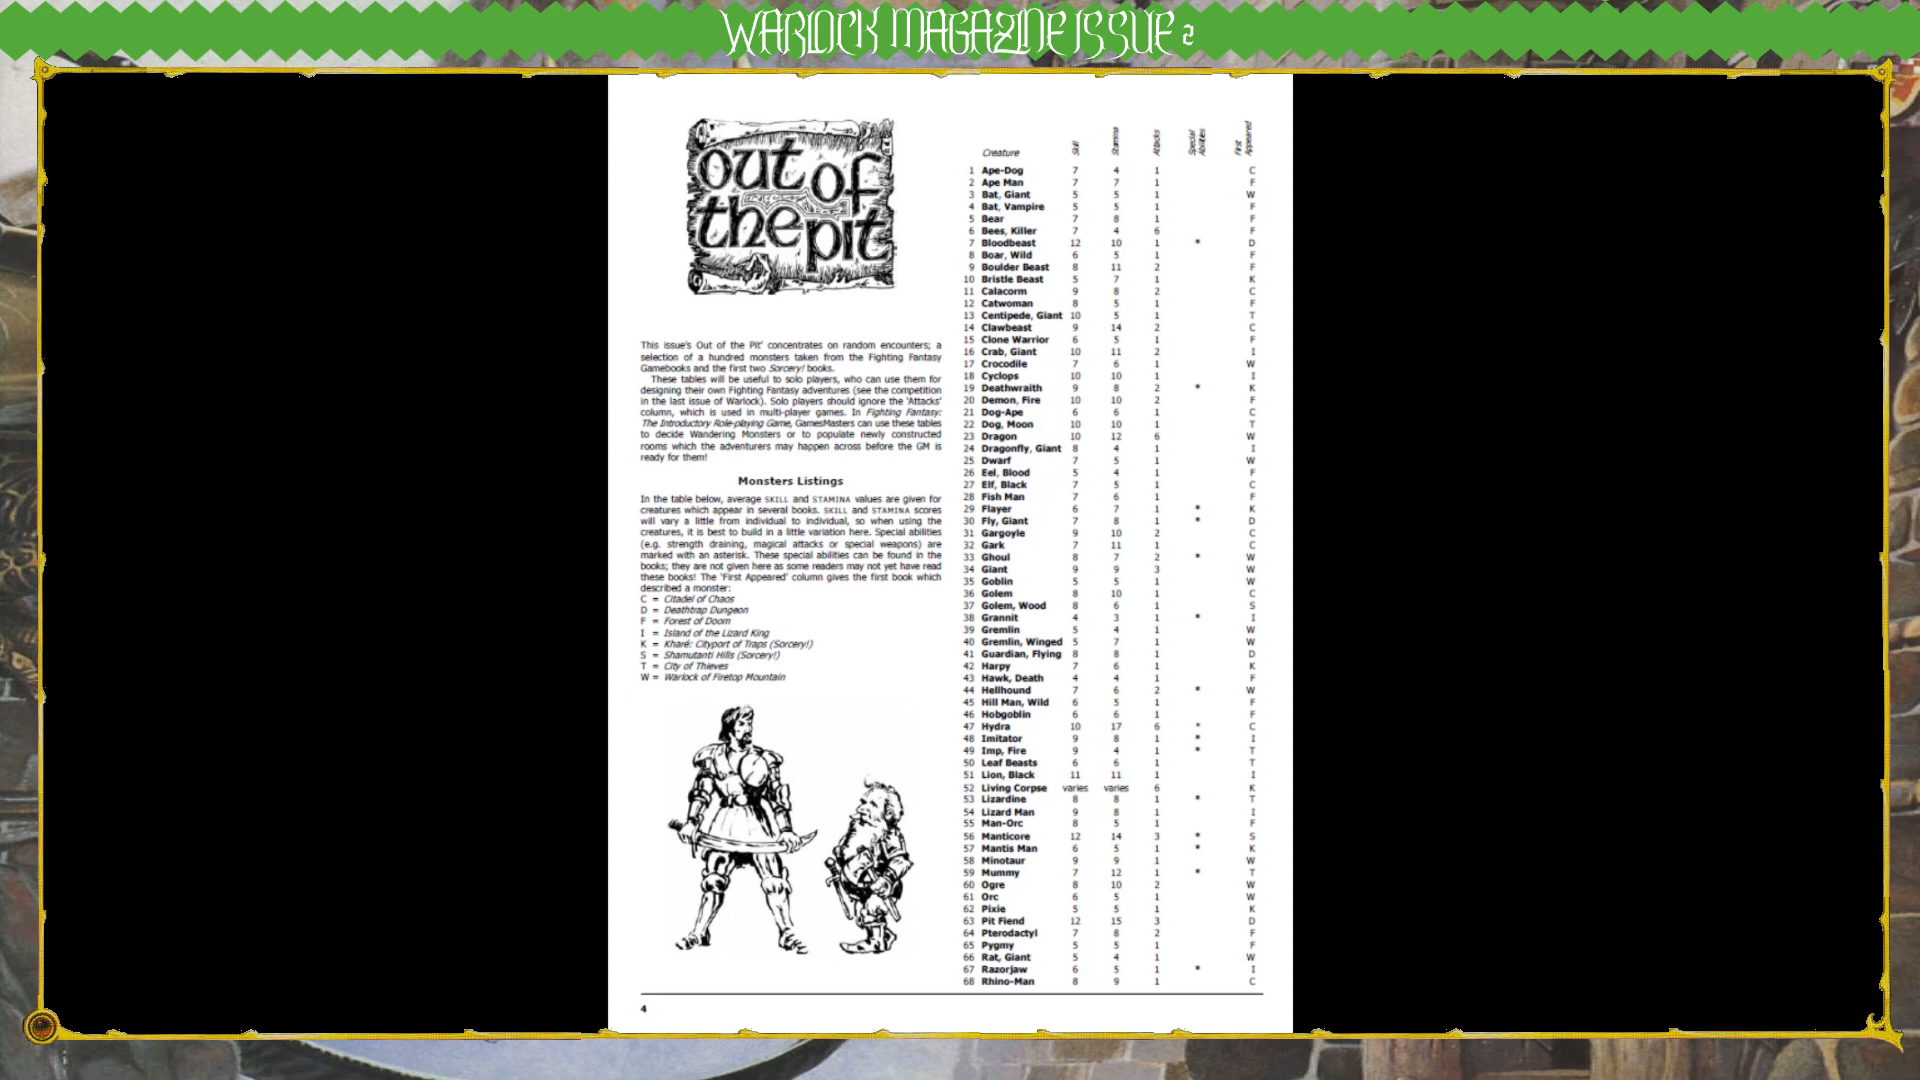 WARLOCK MAGAZINE ISSUE 2
out of
the pit
This issue's Out of the Pit' concentrates on random encounters; a
selection of a hundred monsters taken from the Fighting Fantasy
Gamebooks and the first two Sorcery! books.
These tables will be useful to solo players, who can use them for
designing their own Fighting Fantasy adventures (see the competition
in the last issue of Warlock). Solo players should ignore the 'Attacks'
column, which is used in multi-player games. In Fighting Fantasy:
The Introductory Role-playing Game, GamesMasters can use these tables
to decide Wandering Monsters or to populate newly constructed
rooms which the adventurers may happen across before the GM is
ready for them!
Monsters Listings
In the table below, average SKILL and STAMINA values are given for
creatures which appear in several books. SKILL and STAMINA scores
will vary a little from individual to individual, so when using the
creatures, it is best to build in a little variation here. Special abilities
(e.g. strength draining, magical attacks or special weapons) are
marked with an asterisk. These special abilities can be found in the
books; they are not given here as some readers may not yet have read
these books! The 'First Appeared' column gives the first book which
described a monster:
C = Citadel of Chaos
D = Deathtrap Dungeon
F = Forest of Doom
I = Island of the Lizard King
K = Kharé: Cityport of Traps (Sorcery!)
S = Shamutanti Hills (Sorcery!)
T = City of Thieves
W = Warlock of Firetop Mountain
Creature Skill Stamina Attacks Special Abilities First Appeared
1 Ape-Dog 7 4 1 C
2 Ape Man 7 7 1 F
3 Bat, Giant 5 5 1 W
4 Bat, Vampire 5 5 1 F
5 Bear 7 8 1 F
6 Bees, Killer 7 4 6 F
7 Bloodbeast 12 10 1 * D
8 Boar, Wild 6 5 1 F
9 Boulder Beast 8 11 2 F
10 Bristle Beast 5 7 1 K
11 Calacorm 9 8 2 C
12 Catwoman 8 5 1 F
13 Centipede, Giant 10 5 1 T
14 Clawbeast 9 14 2 C
15 Clone Warrior 6 5 1 F
16 Crab, Giant 10 11 2 I
17 Crocodile 7 6 1 W
18 Cyclops 10 10 1 I
19 Deathwraith 9 8 2 * K
20 Demon, Fire 10 10 2 F
21 Dog-Ape 6 6 1 C
22 Dog, Moon 10 10 1 T
23 Dragon 10 12 6 W
24 Dragonfly, Giant 8 4 1 I
25 Dwarf 7 5 1 W
26 Eel, Blood 5 4 1 F
27 Elf, Black 7 5 1 C
28 Fish Man 7 6 1 F
29 Flayer 6 7 1 * K
30 Fly, Giant 7 8 1 * D
31 Gargoyle 9 10 2 C
32 Gark 7 11 1 C
33 Ghoul 8 7 2 * W
34 Giant 9 9 3 W
35 Goblin 5 5 1 W
36 Golem 8 10 1 C
37 Golem, Wood 8 6 1 S
38 Grannit 4 3 1 * I
39 Gremlin 5 4 1 W
40 Gremlin, Winged 5 7 1 W
41 Guardian, Flying 8 8 1 D
42 Harpy 7 6 1 K
43 Hawk, Death 4 4 1 F
44 Hellhound 7 6 2 * W
45 Hill Man, Wild 6 5 1 F
46 Hobgoblin 6 6 1 F
47 Hydra 10 17 6 * C
48 Imitator 9 8 1 * I
49 Imp, Fire 9 4 1 * T
50 Leaf Beasts 6 6 1 T
51 Lion, Black 11 11 1 I
52 Living Corpse varies varies 6 K
53 Lizardine 8 8 1 * T
54 Lizard Man 9 8 1 I
55 Man-Orc 8 5 1 F
56 Manticore 12 14 3 * S
57 Mantis Man 6 5 1 * K
58 Minotaur 9 9 1 W
59 Mummy 7 12 1 * T
60 Ogre 8 10 2 W
61 Orc 6 5 1 W
62 Pixie 5 5 1 K
63 Pit Fiend 12 15 3 D
64 Pterodactyl 7 8 2 F
65 Pygmy 5 5 1 F
66 Rat, Giant 5 4 1 W
67 Razorjaw 6 5 1 * I
68 Rhino-Man 8 9 1 C
4